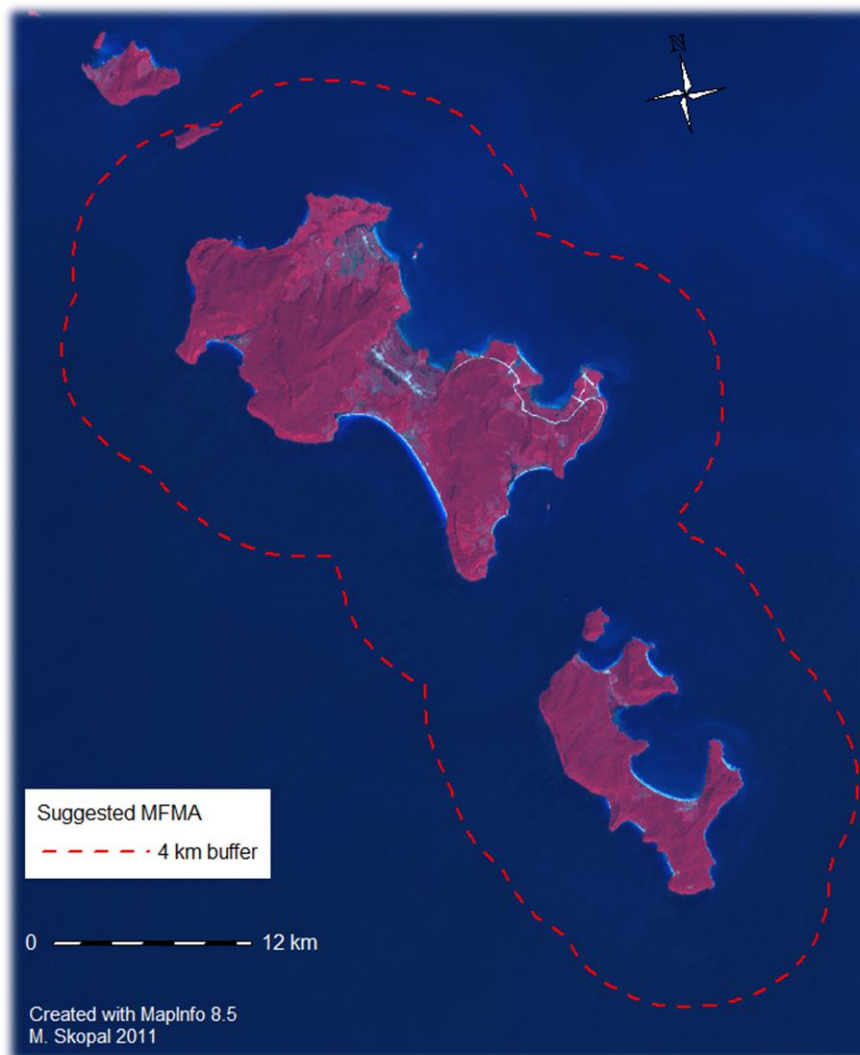 N
Suggested MFMA
4 km buffer
0 12 km
Created with MapInfo 8.5
M. Skopal 2011